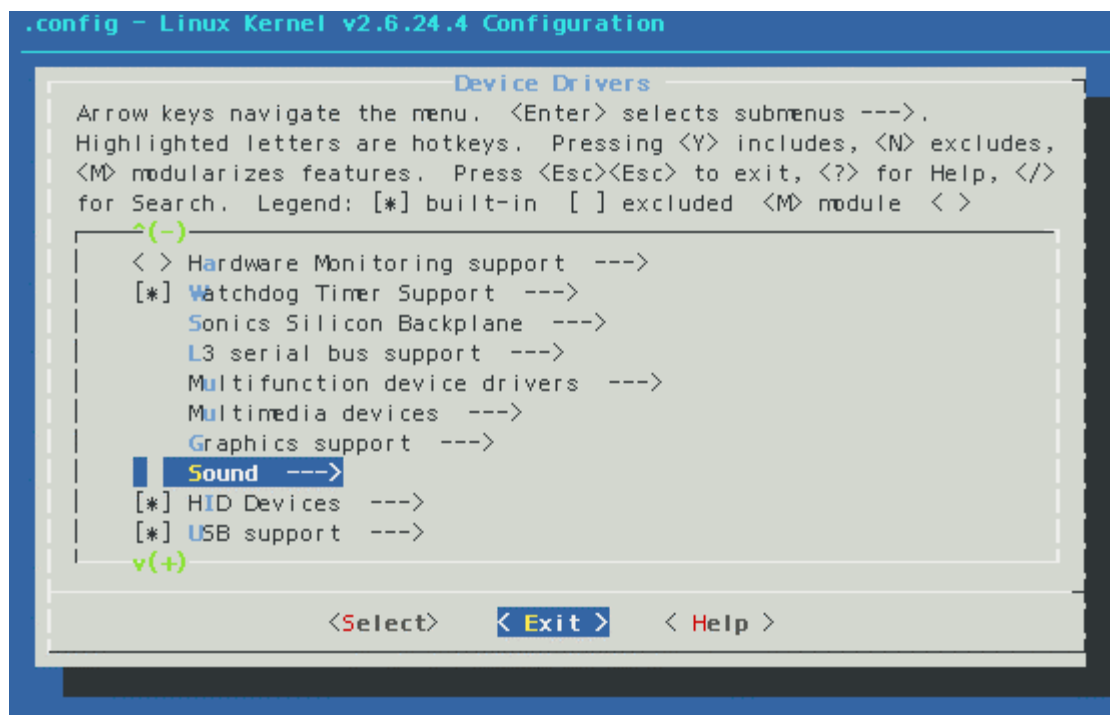 .config - Linux Kernel v2.6.24.4 Configuration
Device Drivers
Arrow keys navigate the menu.  <Enter> selects submenus --->.
Highlighted letters are hotkeys.  Pressing <Y> includes, <N> excludes,
<M> modularizes features.  Press <Esc><Esc> to exit, <?> for Help, </>
for Search.  Legend: [*] built-in  [ ] excluded  <M> module  < >
^(-)
< > Hardware Monitoring support  --->
[*] Watchdog Timer Support  --->
Sonics Silicon Backplane  --->
L3 serial bus support  --->
Multifunction device drivers  --->
Multimedia devices  --->
Graphics support  --->
Sound  --->
[*] HID Devices  --->
[*] USB support  --->
v(+)
<Select>    < Exit >    < Help >